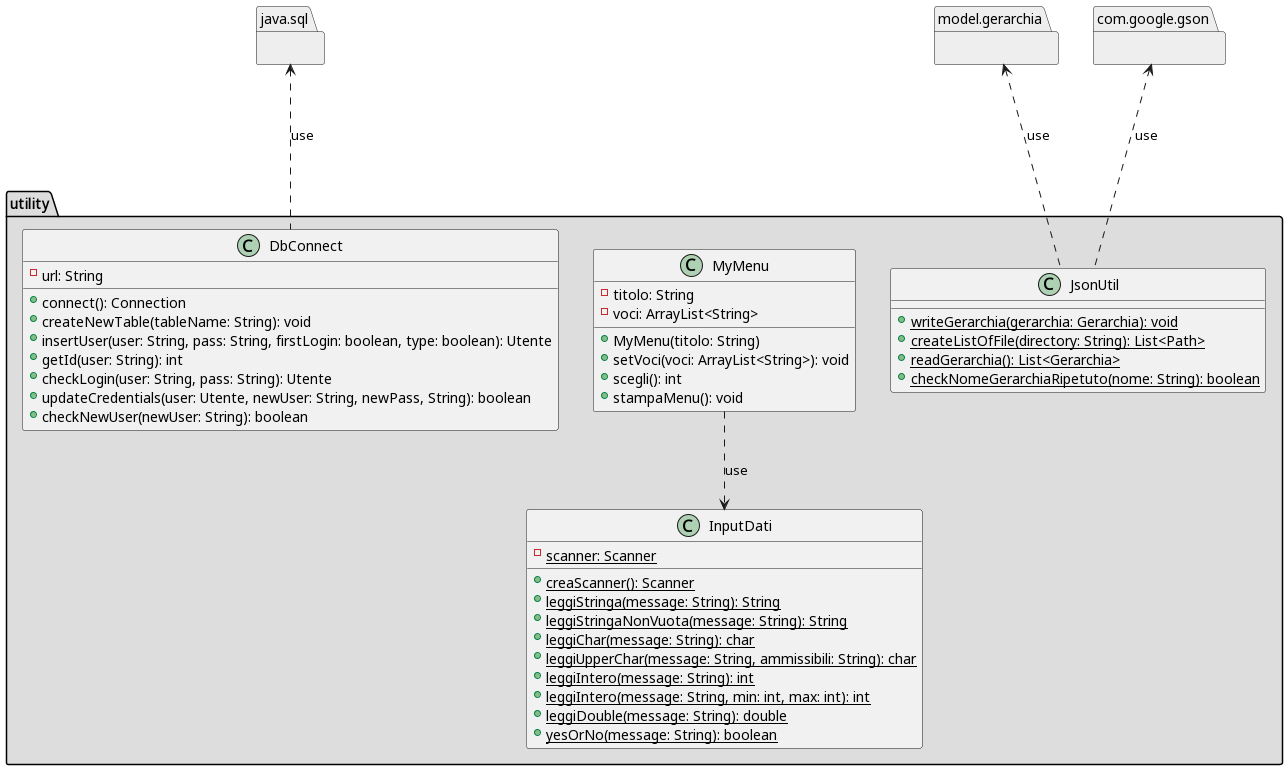 java.sql
model.gerarchia
com.google.gson
use
use
use
utility
C DbConnect
url: String
connect(): Connection
createNewTable(tableName: String): void
insertUser(user: String, pass: String, firstLogin: boolean, type: boolean): Utente
getId(user: String): int
checkLogin(user: String, pass: String): Utente
updateCredentials(user: Utente, newUser: String, newPass, String): boolean
checkNewUser(newUser: String): boolean
C MyMenu
titolo: String
voci: ArrayList<String>
MyMenu(titolo: String)
setVoci(voci: ArrayList<String>): void
scegli(): int
stampaMenu(): void
C JsonUtil
writeGerarchia(gerarchia: Gerarchia): void
createListOfFile(directory: String): List<Path>
readGerarchia(): List<Gerarchia>
checkNomeGerarchiaRipetuto(nome: String): boolean
use
C InputDati
scanner: Scanner
creaScanner(): Scanner
leggiStringa(message: String): String
leggiStringaNonVuota(message: String): String
leggiChar(message: String): char
leggiUpperChar(message: String, ammissibili: String): char
leggiIntero(message: String): int
leggiIntero(message: String, min: int, max: int): int
leggiDouble(message: String): double
yesOrNo(message: String): boolean